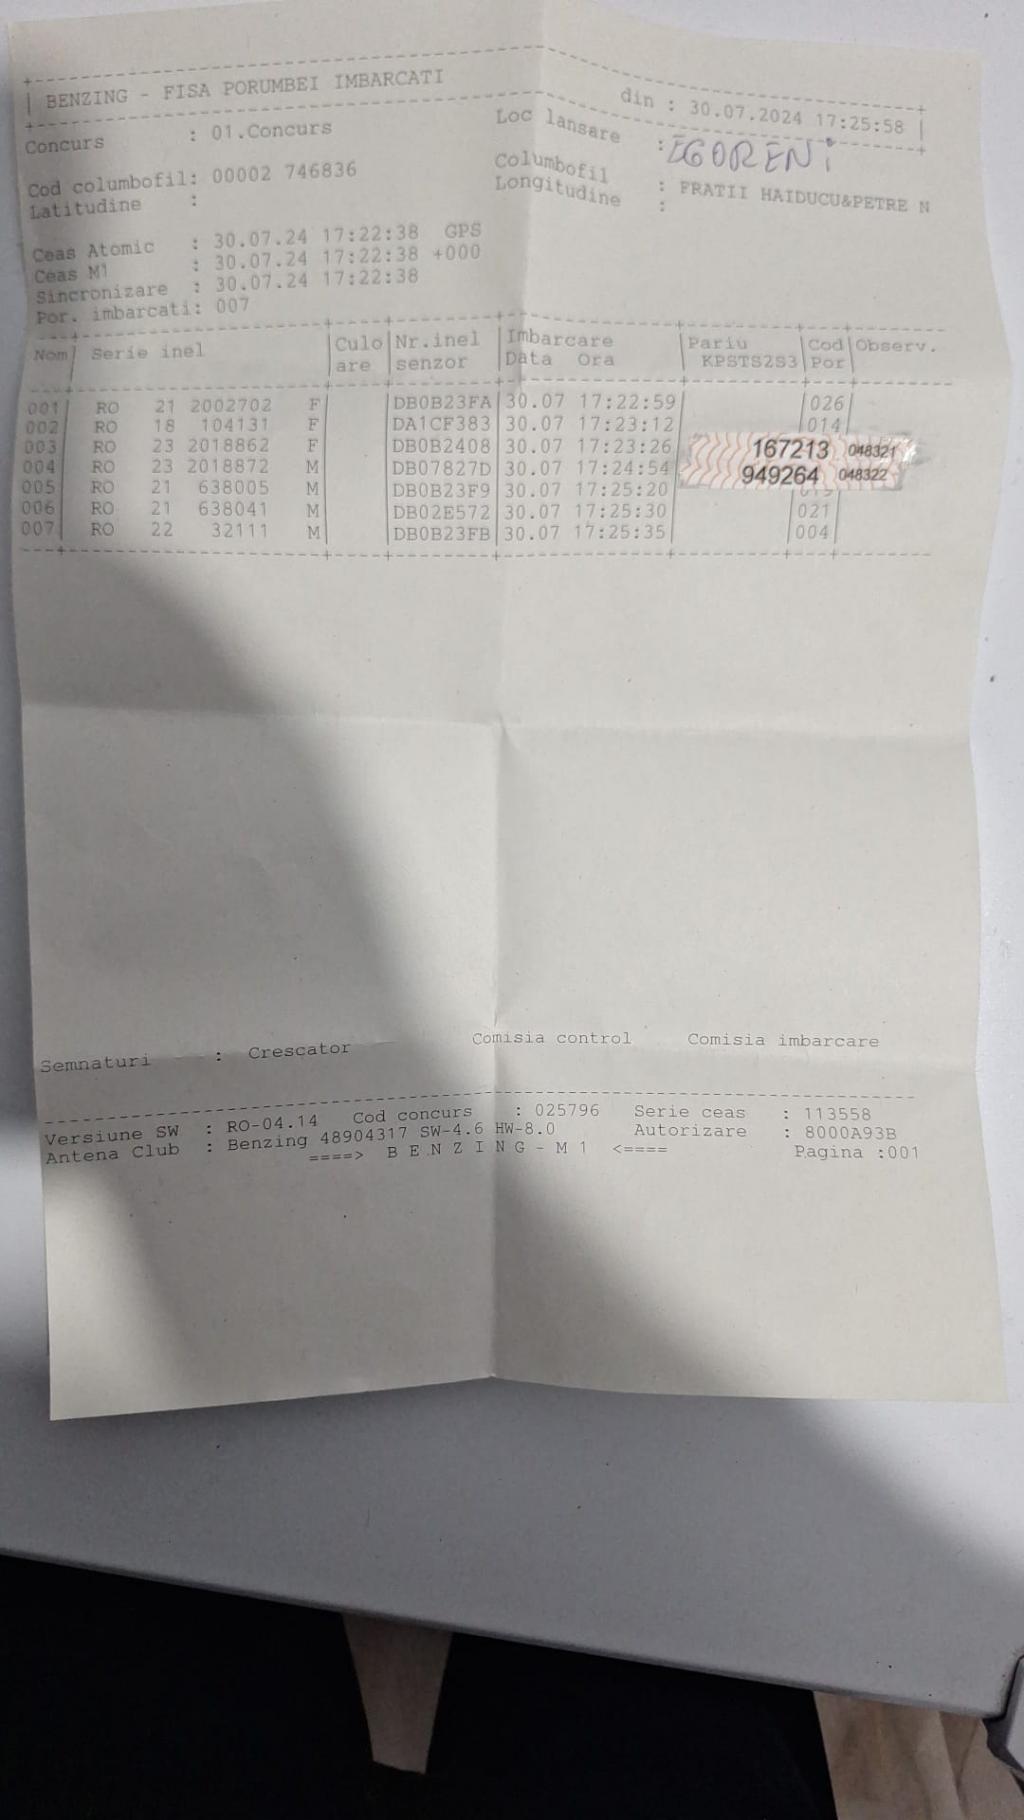 BENZING - FISA PORUMBEI IMBARCATI din : 30.07.2024 17:25:58
Concurs : 01.Concurs Loc lansare : EGORENI
Cod columbofil: 00002 746836 Columbofil : FRATII HAIDUCU&PETRE N
Latitudine : Longitudine :
Ceas Atomic : 30.07.24 17:22:38 GPS
Ceas M1 : 30.07.24 17:22:38 +000
Sincronizare : 30.07.24 17:22:38
Por. imbarcati: 007
Nom Serie inel Culo Nr.inel Imbarcare Pariu Cod Observ.
are senzor Data Ora KPSTS2S3 Por
001 RO 21 2002702 F DB0B23FA 30.07 17:22:59 026
002 RO 18 104131 F DA1CF383 30.07 17:23:12 014
003 RO 23 2018862 F DB0B2408 30.07 17:23:26 167213 048321
004 RO 23 2018872 M DB07827D 30.07 17:24:54 949264 048322
005 RO 21 638005 M DB0B23F9 30.07 17:25:20
006 RO 21 638041 M DB02E572 30.07 17:25:30 021
007 RO 22 32111 M DB0B23FB 30.07 17:25:35 004
Semnaturi : Crescator Comisia control Comisia imbarcare
Versiune SW : RO-04.14 Cod concurs : 025796 Serie ceas : 113558
Antena Club : Benzing 48904317 SW-4.6 HW-8.0 Autorizare : 8000A93B
====> B E N Z I N G - M 1 <==== Pagina :001